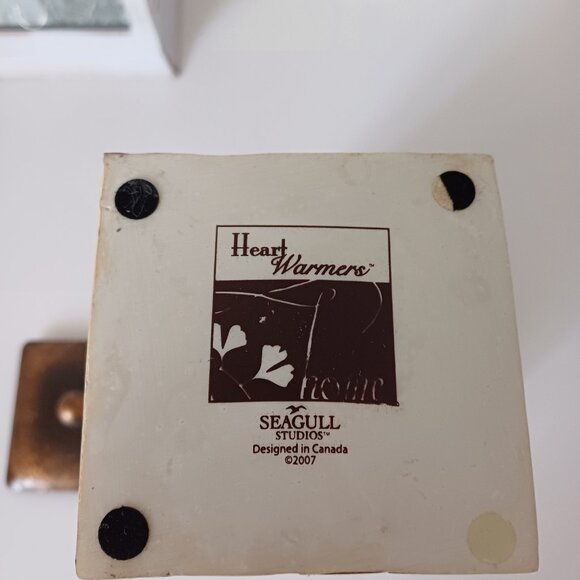 Heart
Warmers™
SEAGULL
STUDIOS™
Designed in Canada
©2007